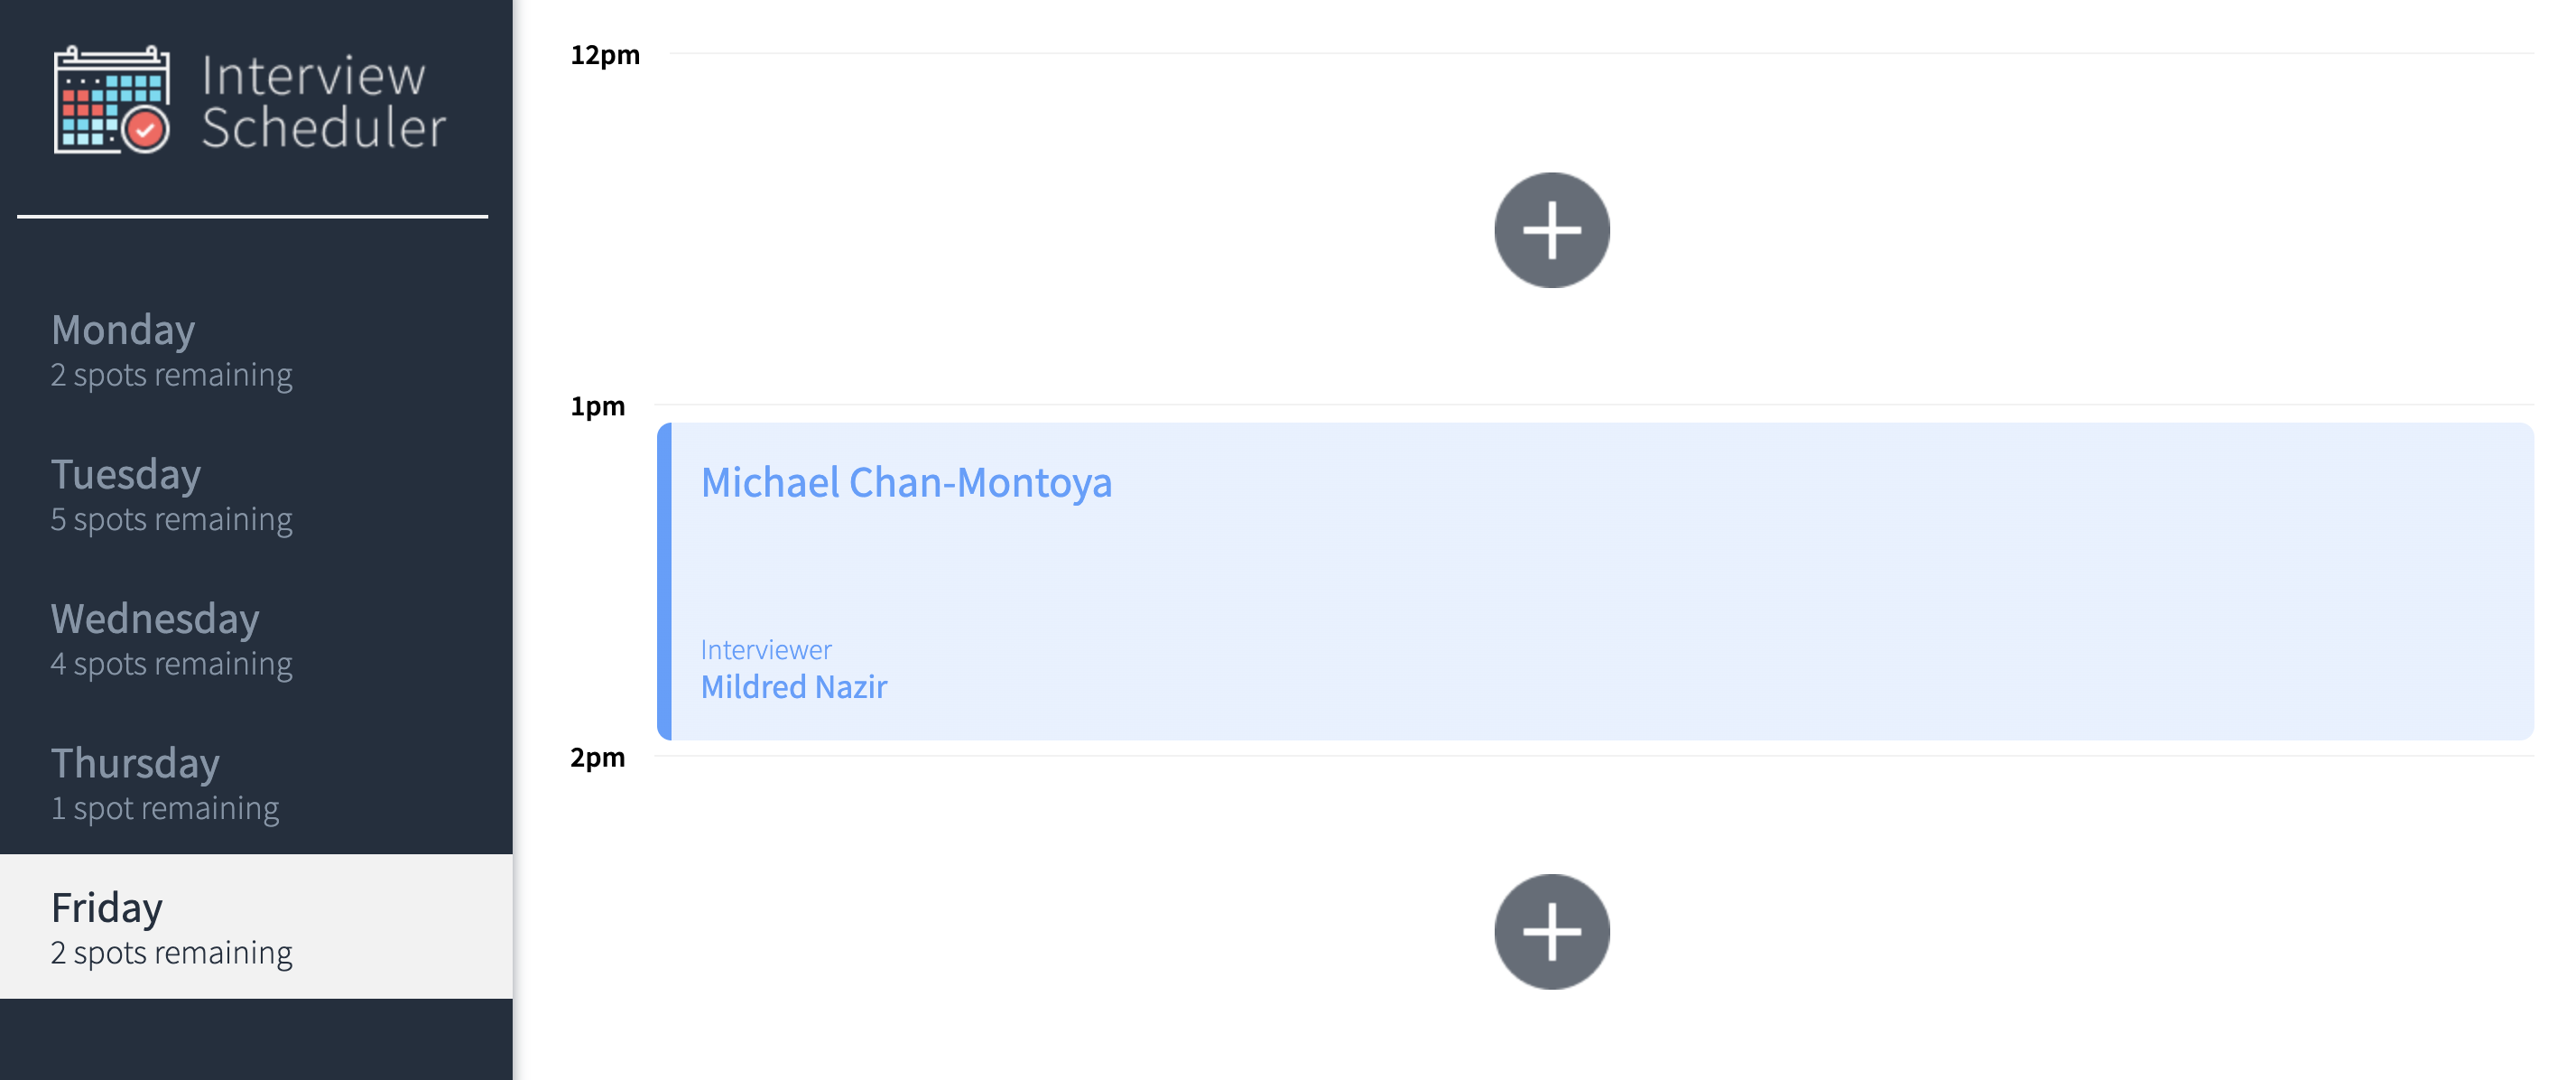 Interview
Scheduler
Monday
2 spots remaining
Tuesday
5 spots remaining
Wednesday
4 spots remaining
Thursday
1 spot remaining
Friday
2 spots remaining
12pm
1pm
Michael Chan-Montoya
Interviewer
Mildred Nazir
2pm